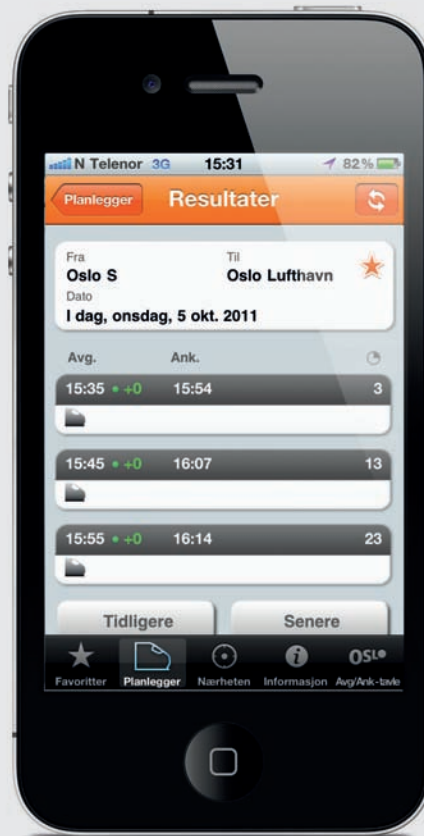 N Telenor 3G 15:31 82%
Planlegger Resultater
Fra Til
Oslo S Oslo Lufthavn
Dato
I dag, onsdag, 5 okt. 2011
Avg. Ank.
15:35 • +0 15:54 3
15:45 • +0 16:07 13
15:55 • +0 16:14 23
Tidligere Senere
OSL
Favoritter Planlegger Nærheten Informasjon Avg/Ank-tavle